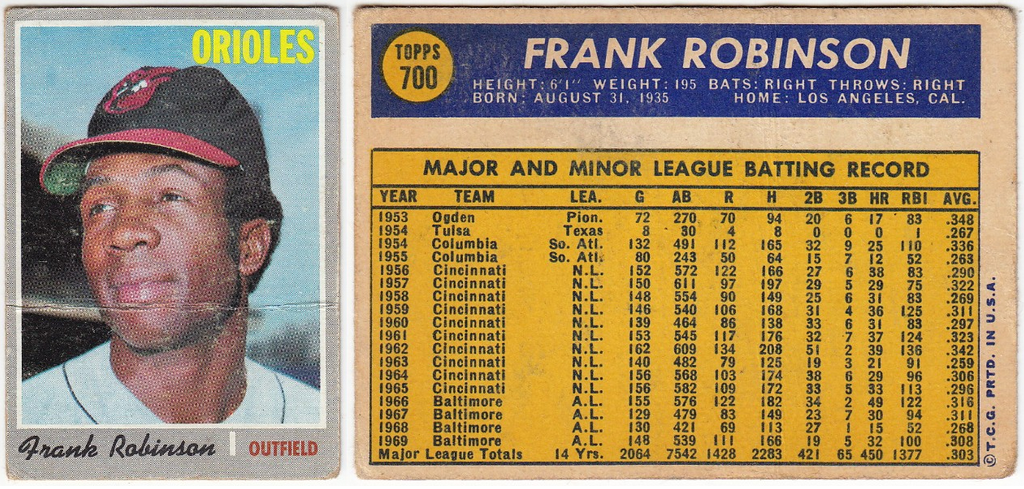 ORIOLES
Frank Robinson | OUTFIELD
TOPPS
700
FRANK ROBINSON
HEIGHT: 6'1" WEIGHT: 195 BATS: RIGHT THROWS: RIGHT
BORN: AUGUST 31, 1935 HOME: LOS ANGELES, CAL.
MAJOR AND MINOR LEAGUE BATTING RECORD
YEAR TEAM LEA. G AB R H 2B 3B HR RBI AVG.
1953 Ogden Pion. 72 270 70 94 20 6 17 83 .348
1954 Tulsa Texas 8 30 4 8 0 0 0 1 .267
1954 Columbia So. Atl. 132 491 112 165 32 9 25 110 .336
1955 Columbia So. Atl. 80 243 50 64 15 7 12 52 .263
1956 Cincinnati N.L. 152 572 122 166 27 6 38 83 .290
1957 Cincinnati N.L. 150 611 97 197 29 5 29 75 .322
1958 Cincinnati N.L. 148 554 90 149 25 6 31 83 .269
1959 Cincinnati N.L. 146 540 106 168 31 4 36 125 .311
1960 Cincinnati N.L. 139 464 86 138 33 6 31 83 .297
1961 Cincinnati N.L. 153 545 117 176 32 7 37 124 .323
1962 Cincinnati N.L. 162 609 134 208 51 2 39 136 .342
1963 Cincinnati N.L. 140 482 79 125 19 3 21 91 .259
1964 Cincinnati N.L. 156 568 103 174 38 6 29 96 .306
1965 Cincinnati N.L. 156 582 109 172 33 5 33 113 .296
1966 Baltimore A.L. 155 576 122 182 34 2 49 122 .316
1967 Baltimore A.L. 129 479 83 149 23 7 30 94 .311
1968 Baltimore A.L. 130 421 69 113 27 1 15 52 .268
1969 Baltimore A.L. 148 539 111 166 19 5 32 100 .308
Major League Totals 14 Yrs. 2064 7542 1428 2283 421 65 450 1377 .303
©T.C.G. PRTD. IN U.S.A.